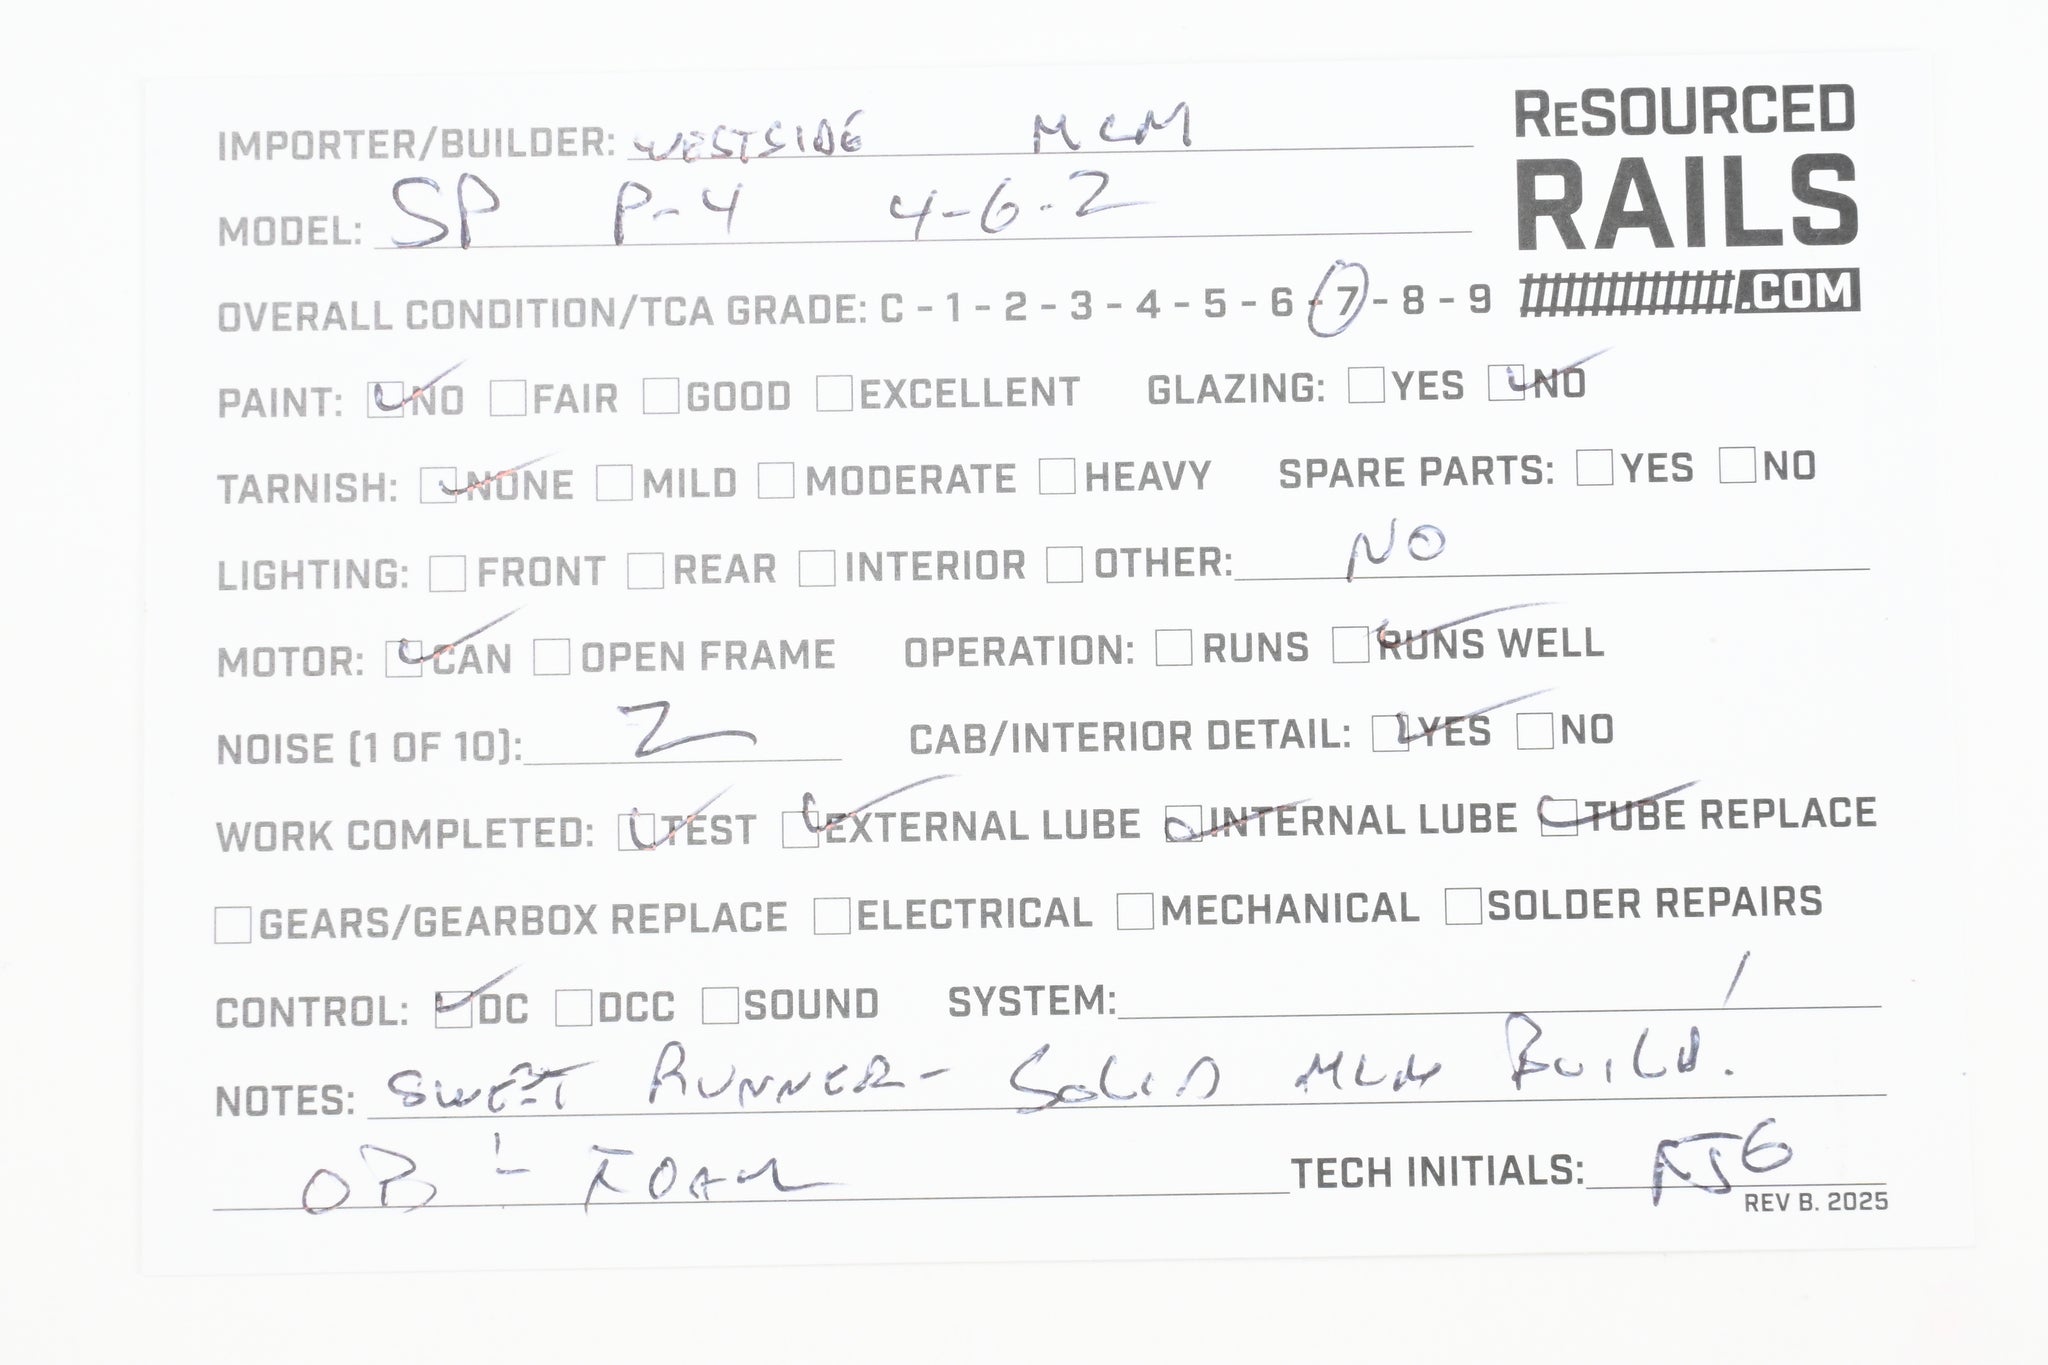 RESOURCED
RAILS
.COM
IMPORTER/BUILDER: WESTSIDE MCM
MODEL: SP P-4 4-6-2
OVERALL CONDITION/TCA GRADE: C - 1 - 2 - 3 - 4 - 5 - 6 - 7 - 8 - 9
PAINT: NO FAIR GOOD EXCELLENT GLAZING: YES NO
TARNISH: NONE MILD MODERATE HEAVY SPARE PARTS: YES NO
LIGHTING: FRONT REAR INTERIOR OTHER: NO
MOTOR: CAN OPEN FRAME OPERATION: RUNS RUNS WELL
NOISE (1 OF 10): 2 CAB/INTERIOR DETAIL: YES NO
WORK COMPLETED: TEST EXTERNAL LUBE INTERNAL LUBE TUBE REPLACE
GEARS/GEARBOX REPLACE ELECTRICAL MECHANICAL SOLDER REPAIRS
CONTROL: DC DCC SOUND SYSTEM: /
NOTES: SWEET RUNNER - SOLID MCM BUILD.
OB FOAM TECH INITIALS:
REV B. 2025